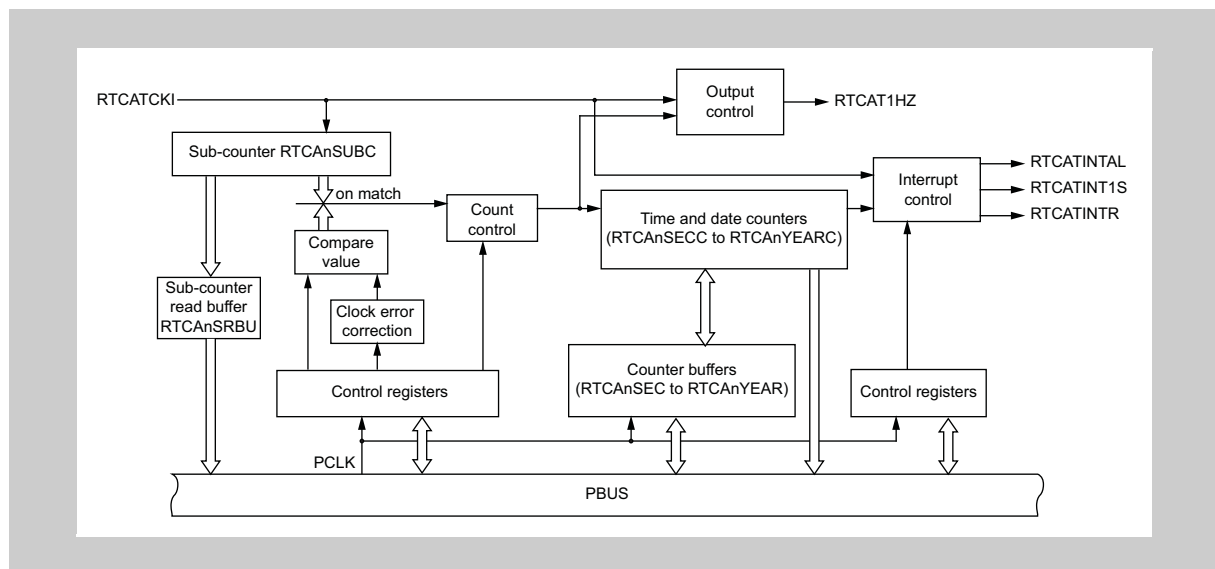 RTCATCKI
Output
control
RTCAT1HZ
Sub-counter RTCAnSUBC
on match
Count
control
Time and date counters
(RTCAnSECC to RTCAnYEARC)
Interrupt
control
RTCATINTAL
RTCATINT1S
RTCATINTR
Compare
value
Sub-counter
read buffer
RTCAnSRBU
Clock error
correction
Counter buffers
(RTCAnSEC to RTCAnYEAR)
Control registers
Control registers
PCLK
PBUS